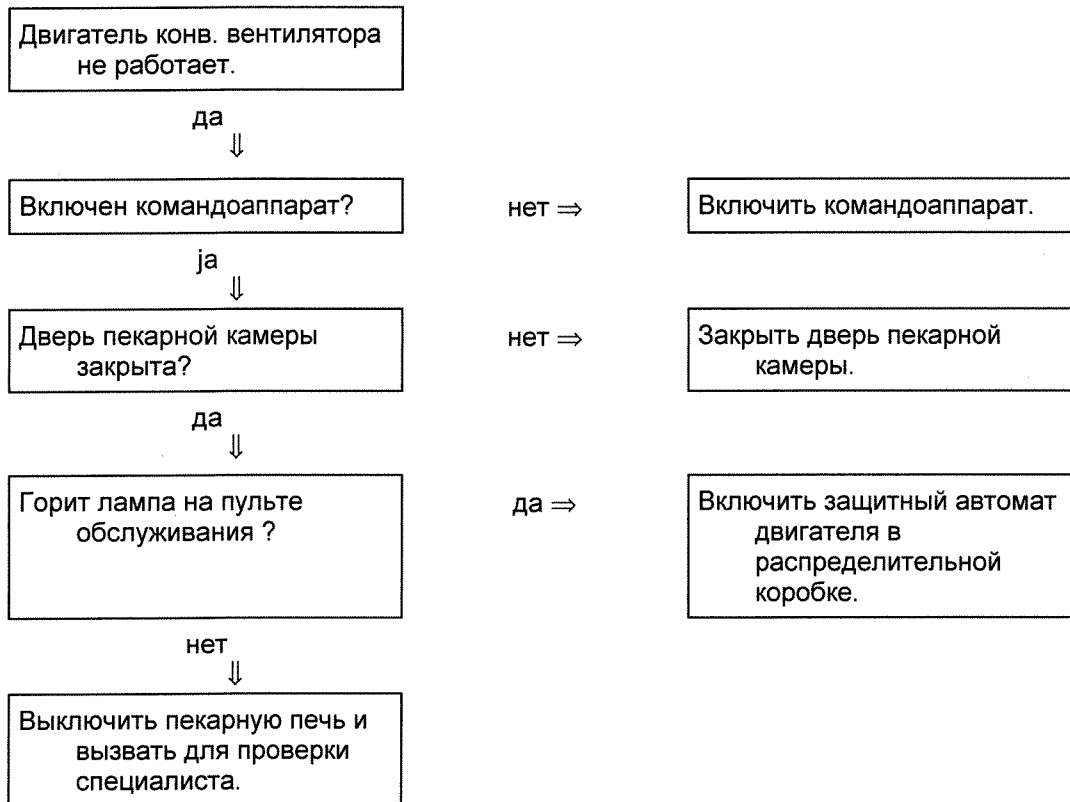 Двигатель конв. вентилятора
не работает.
да
⇓
Включен командоаппарат?
нет ⇒
Включить командоаппарат.
ja
⇓
Дверь пекарной камеры
закрыта?
нет ⇒
Закрыть дверь пекарной
камеры.
да
⇓
Горит лампа на пульте
обслуживания ?
да ⇒
Включить защитный автомат
двигателя в
распределительной
коробке.
нет
⇓
Выключить пекарную печь и
вызвать для проверки
специалиста.